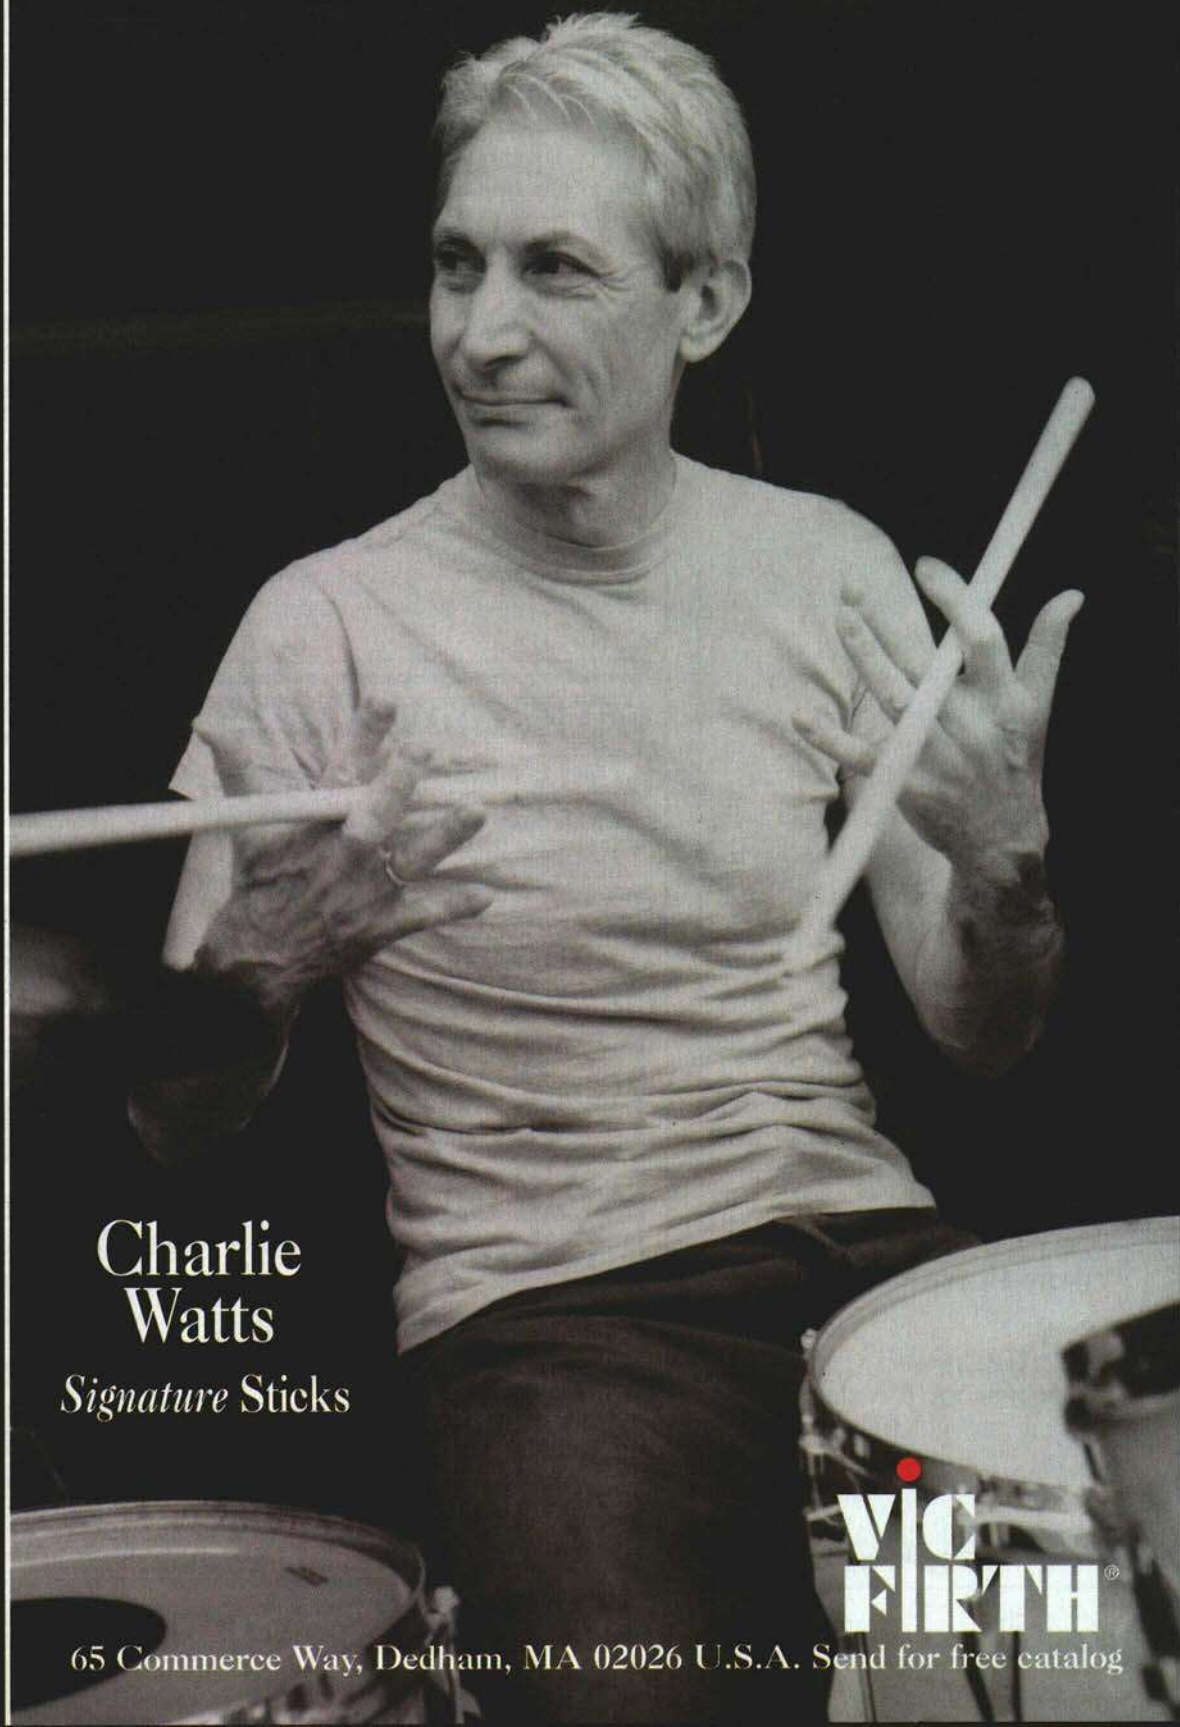 Charlie
Watts
Signature Sticks
VIC
FIRTH®
65 Commerce Way, Dedham, MA 02026 U.S.A. Send for free catalog